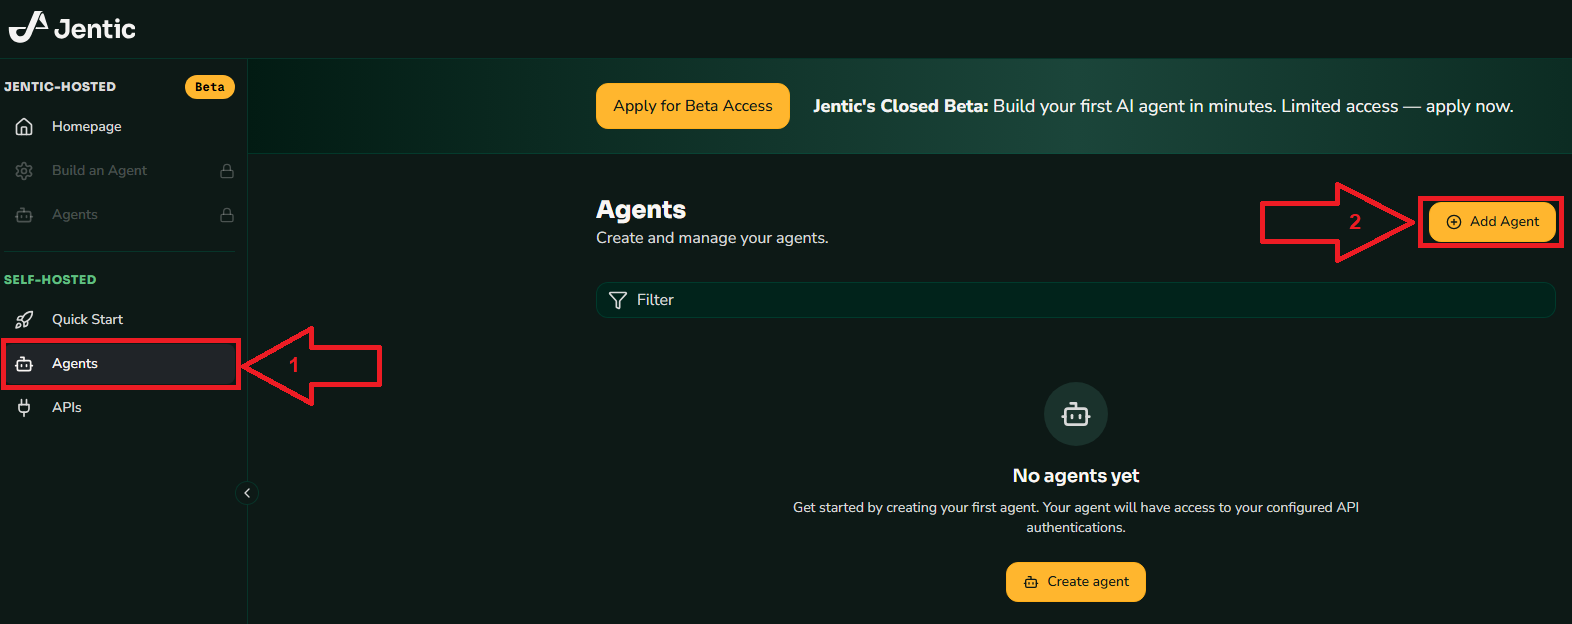 Jentic
JENTIC-HOSTED
Beta
Homepage
Build an Agent
Agents
SELF-HOSTED
Quick Start
Agents
1
APIs
Apply for Beta Access
Jentic's Closed Beta: Build your first AI agent in minutes. Limited access — apply now.
Agents
Create and manage your agents.
2
Add Agent
Filter
No agents yet
Get started by creating your first agent. Your agent will have access to your configured API
authentications.
Create agent